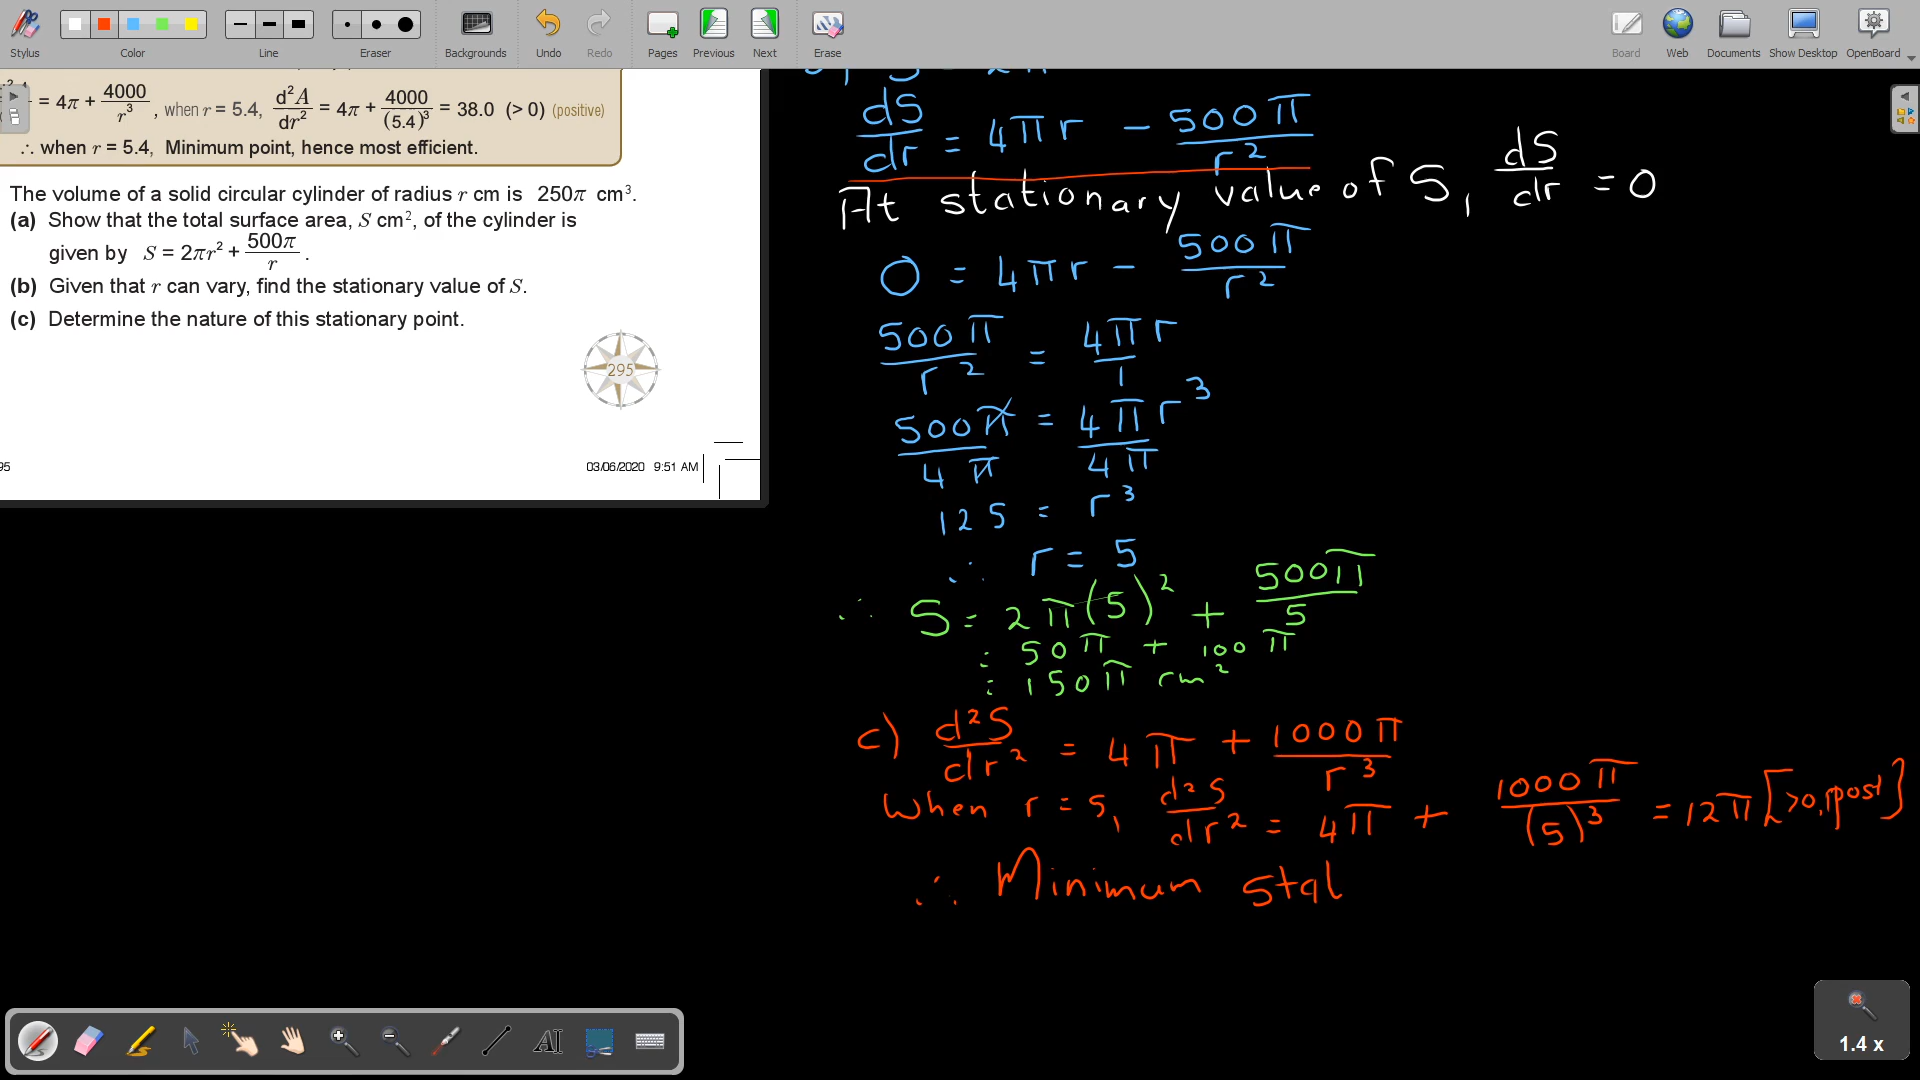 Stylus Color Line Eraser Backgrounds Undo Redo Pages Previous Next Erase Board Web Documents Show Desktop OpenBoard
= 4π + 4000/r³, when r = 5.4, d²A/dr² = 4π + 4000/(5.4)³ = 38.0 (> 0) (positive)
∴ when r = 5.4, Minimum point, hence most efficient.
The volume of a solid circular cylinder of radius r cm is 250π cm³.
(a) Show that the total surface area, S cm², of the cylinder is
given by S = 2πr² + 500π/r.
(b) Given that r can vary, find the stationary value of S.
(c) Determine the nature of this stationary point.
295
95
03/06/2020 9:51 AM
dS/dr = 4πr - 500π/r²
At stationary value of S, dS/dr = 0
0 = 4πr - 500π/r²
500π/r² = 4πr/1
500π/4π = 4πr³/4π
125 = r³
∴ r = 5
∴ S = 2π(5)² + 500π/5
= 50π + 100π
= 150π cm²
c) d²S/dr² = 4π + 1000π/r³
When r = 5, d²S/dr² = 4π + 1000π/(5)³ = 12π [>0, post]
∴ Minimum stat
1.4 x